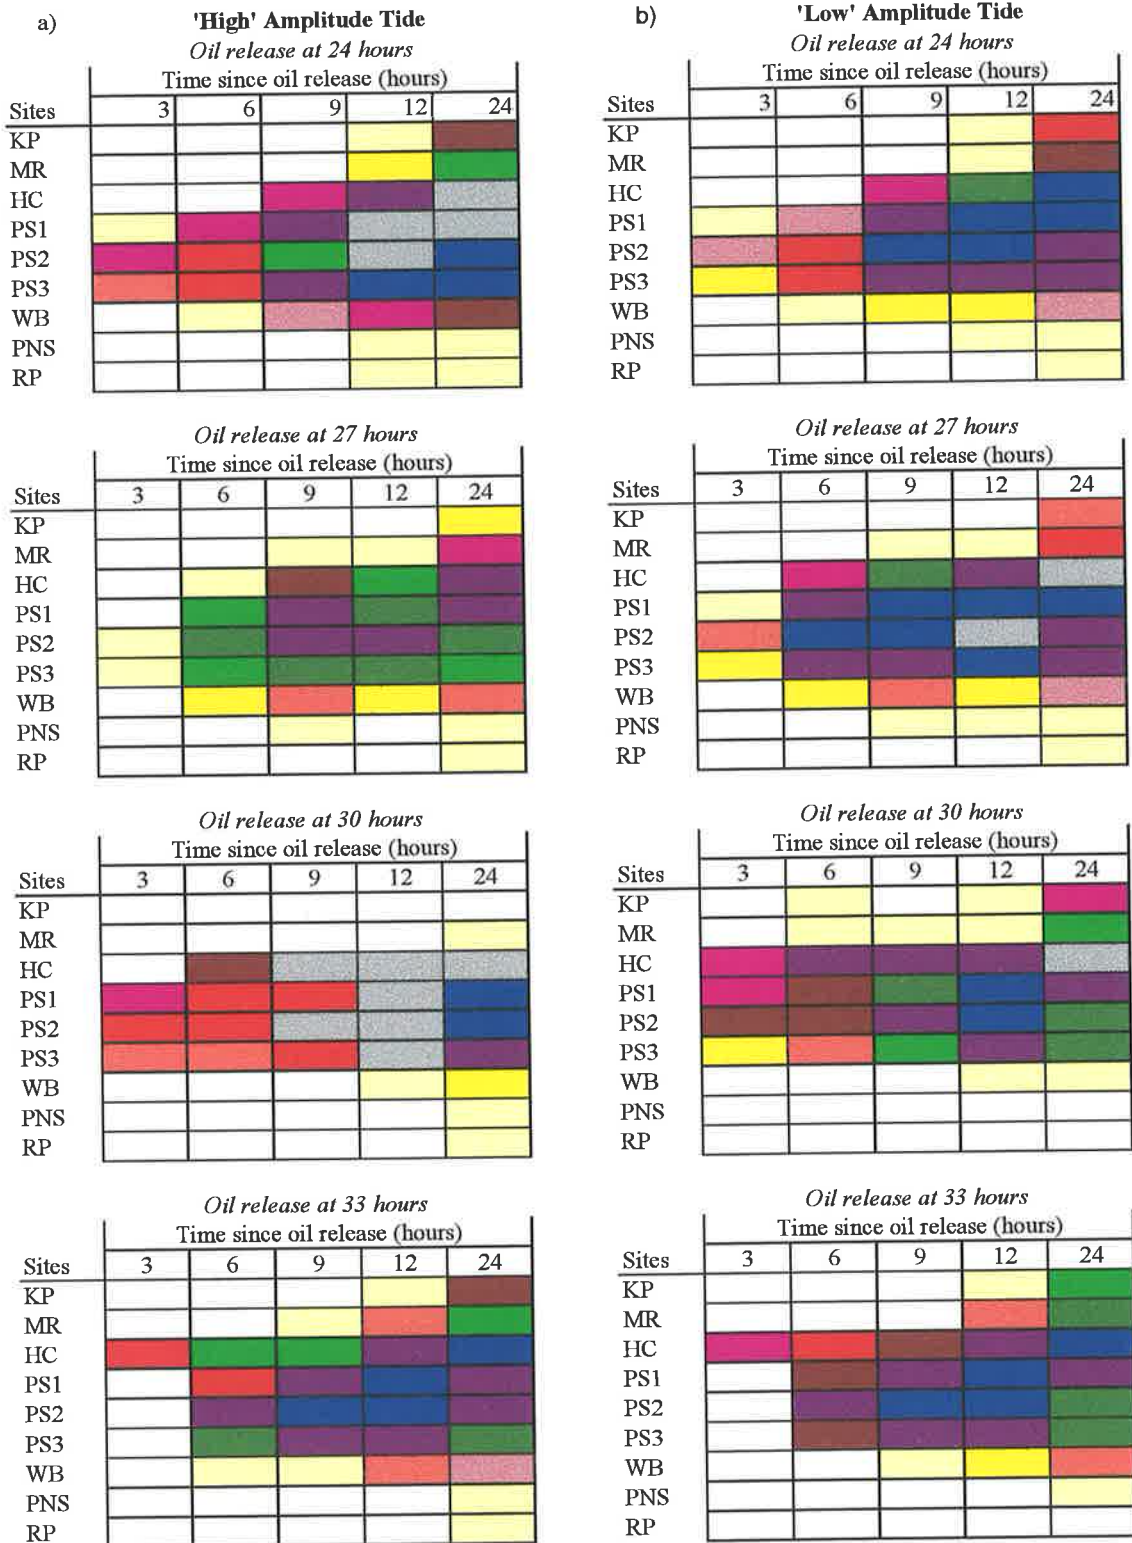 a)
'High' Amplitude Tide
Oil release at 24 hours
Time since oil release (hours)
Sites 3 6 9 12 24
KP
MR
HC
PS1
PS2
PS3
WB
PNS
RP
Oil release at 27 hours
Time since oil release (hours)
Sites 3 6 9 12 24
KP
MR
HC
PS1
PS2
PS3
WB
PNS
RP
Oil release at 30 hours
Time since oil release (hours)
Sites 3 6 9 12 24
KP
MR
HC
PS1
PS2
PS3
WB
PNS
RP
Oil release at 33 hours
Time since oil release (hours)
Sites 3 6 9 12 24
KP
MR
HC
PS1
PS2
PS3
WB
PNS
RP
b)
'Low' Amplitude Tide
Oil release at 24 hours
Time since oil release (hours)
Sites 3 6 9 12 24
KP
MR
HC
PS1
PS2
PS3
WB
PNS
RP
Oil release at 27 hours
Time since oil release (hours)
Sites 3 6 9 12 24
KP
MR
HC
PS1
PS2
PS3
WB
PNS
RP
Oil release at 30 hours
Time since oil release (hours)
Sites 3 6 9 12 24
KP
MR
HC
PS1
PS2
PS3
WB
PNS
RP
Oil release at 33 hours
Time since oil release (hours)
Sites 3 6 9 12 24
KP
MR
HC
PS1
PS2
PS3
WB
PNS
RP